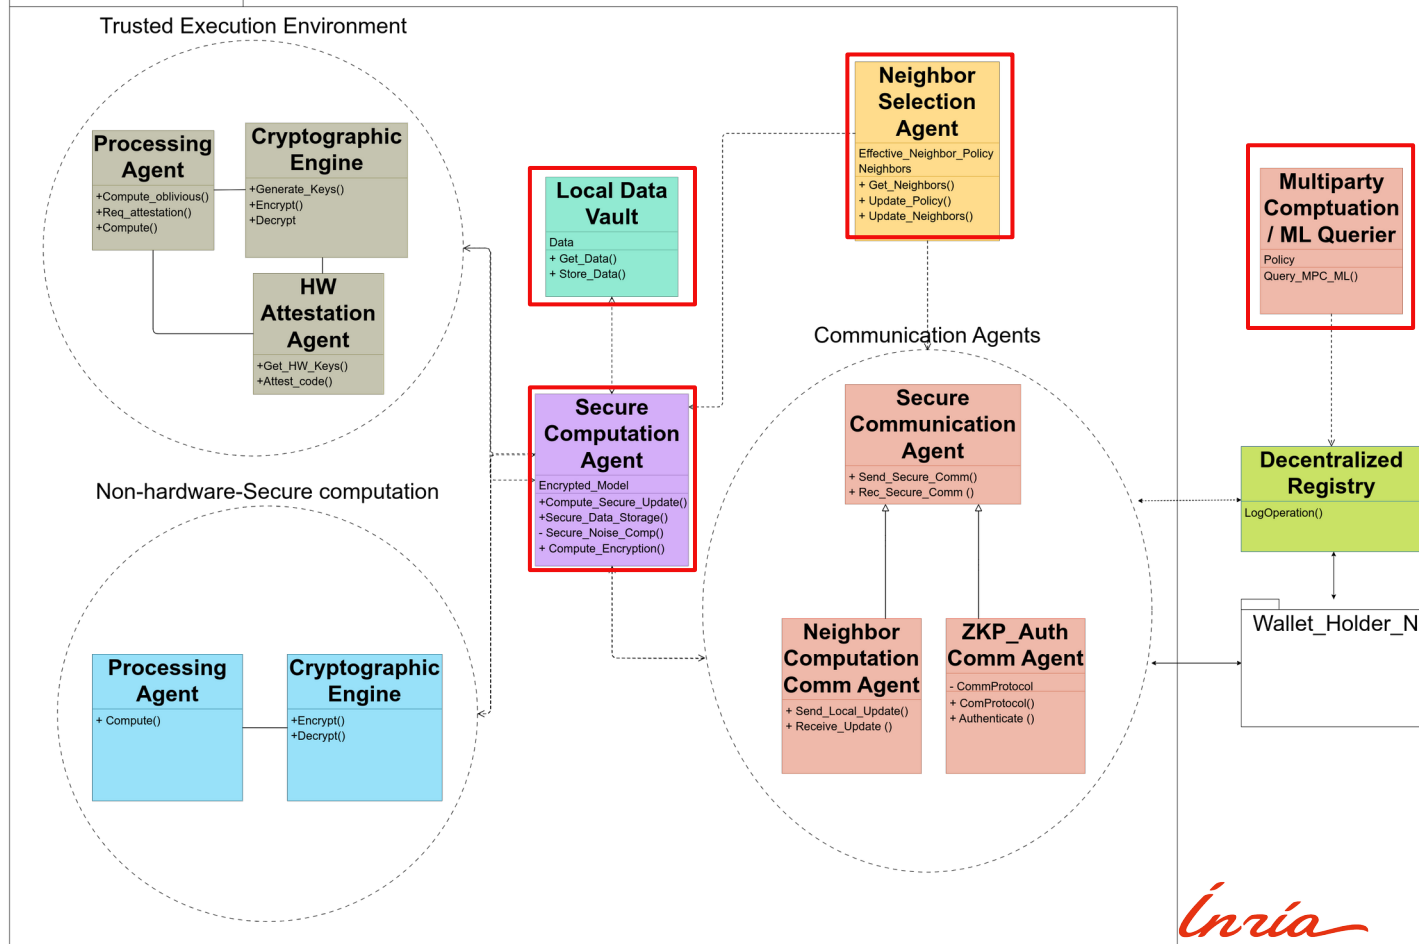 Trusted Execution Environment
Processing
Agent
+Compute_oblivious()
+Req_attestation()
+Compute()
Cryptographic
Engine
+Generate_Keys()
+Encrypt()
+Decrypt
HW
Attestation
Agent
+Get_HW_Keys()
+Attest_code()
Local Data
Vault
Data
+ Get_Data()
+ Store_Data()
Neighbor
Selection
Agent
Effective_Neighbor_Policy
Neighbors
+ Get_Neighbors()
+ Update_Policy()
+ Update_Neighbors()
Multiparty
Comptuation
/ ML Querier
Policy
Query_MPC_ML()
Secure
Computation
Agent
Encrypted_Model
+Compute_Secure_Update()
+Secure_Data_Storage()
- Secure_Noise_Comp()
+ Compute_Encryption()
Communication Agents
Secure
Communication
Agent
+ Send_Secure_Comm()
+ Rec_Secure_Comm ()
Neighbor
Computation
Comm Agent
+ Send_Local_Update()
+ Receive_Update ()
ZKP_Auth
Comm Agent
- CommProtocol
+ ComProtocol()
+ Authenticate ()
Decentralized
Registry
LogOperation()
Wallet_Holder_N
Non-hardware-Secure computation
Processing
Agent
+ Compute()
Cryptographic
Engine
+Encrypt()
+Decrypt()
Inria